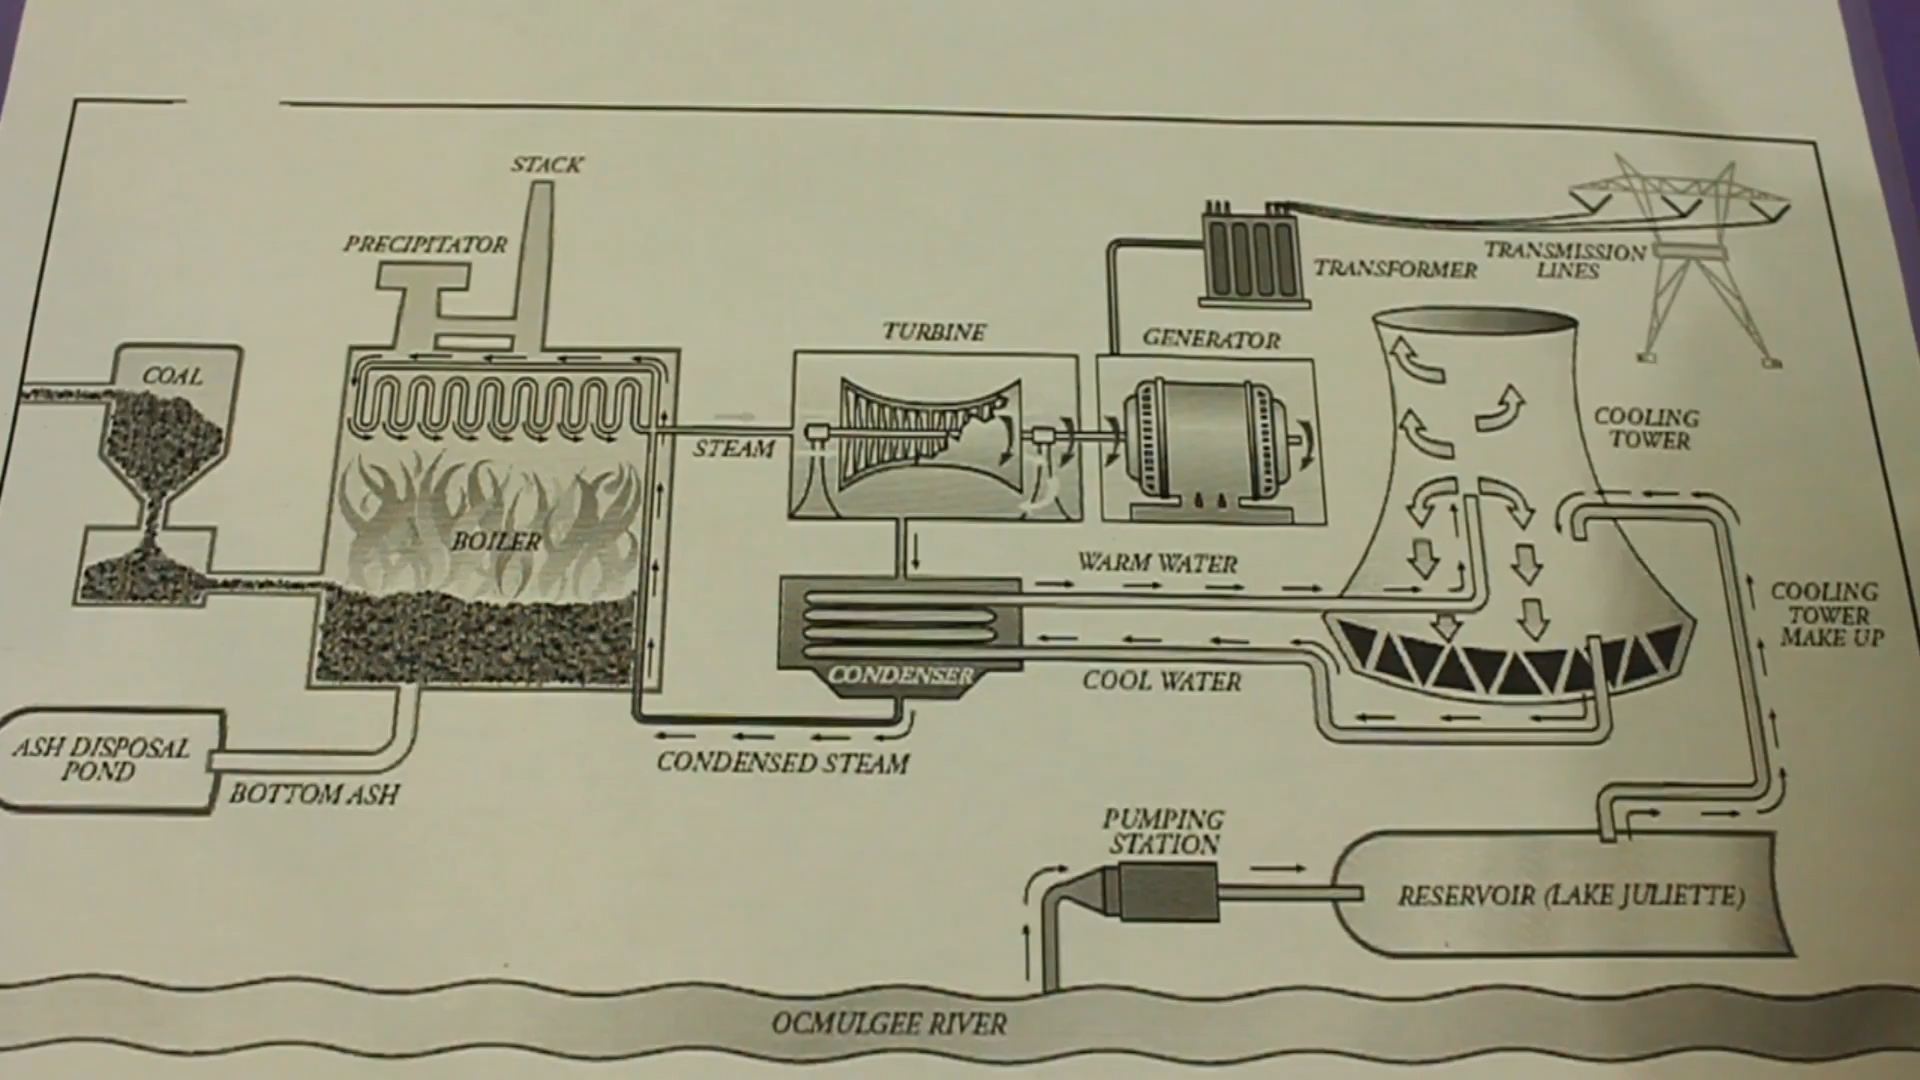 STACK
PRECIPITATOR
TRANSMISSION
LINES
TRANSFORMER
TURBINE
GENERATOR
COAL
COOLING
TOWER
STEAM
BOILER
WARM WATER
COOLING
TOWER
MAKE UP
CONDENSER
COOL WATER
ASH DISPOSAL
POND
CONDENSED STEAM
BOTTOM ASH
PUMPING
STATION
RESERVOIR (LAKE JULIETTE)
OCMULGEE RIVER